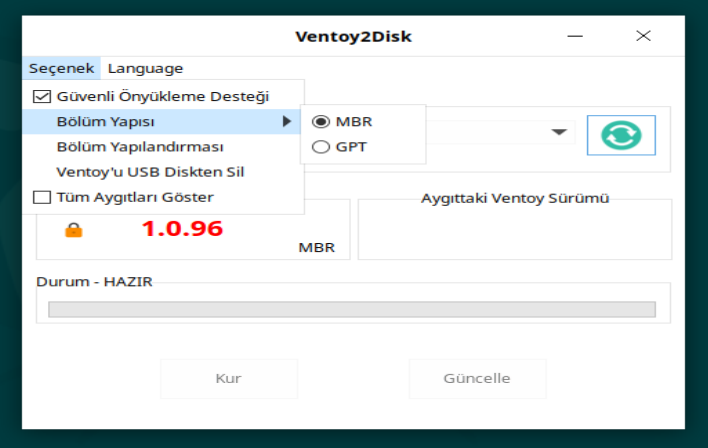 Ventoy2Disk
Seçenek Language
Güvenli Önyükleme Desteği
Bölüm Yapısı
MBR
GPT
Bölüm Yapılandırması
Ventoy'u USB Diskten Sil
Tüm Aygıtları Göster
Aygıttaki Ventoy Sürümü
1.0.96
MBR
Durum - HAZIR
Kur
Güncelle